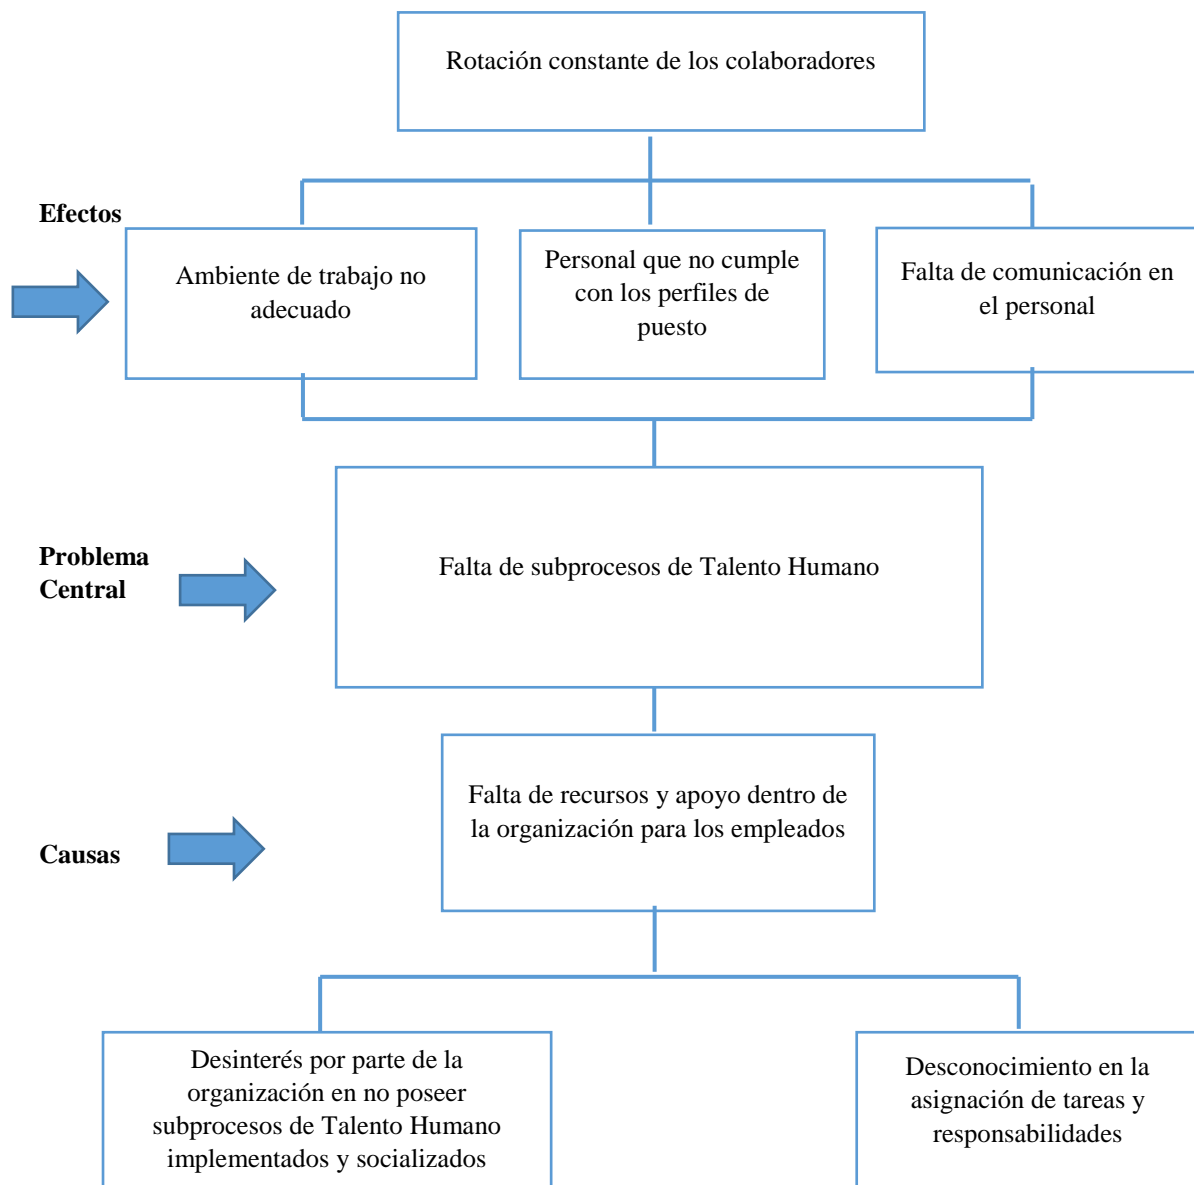 Rotación constante de los colaboradores
Efectos
Ambiente de trabajo no
adecuado
Personal que no cumple
con los perfiles de
puesto
Falta de comunicación en
el personal
Problema
Central
Falta de subprocesos de Talento Humano
Falta de recursos y apoyo dentro de
la organización para los empleados
Causas
Desinterés por parte de la
organización en no poseer
subprocesos de Talento Humano
implementados y socializados
Desconocimiento en la
asignación de tareas y
responsabilidades